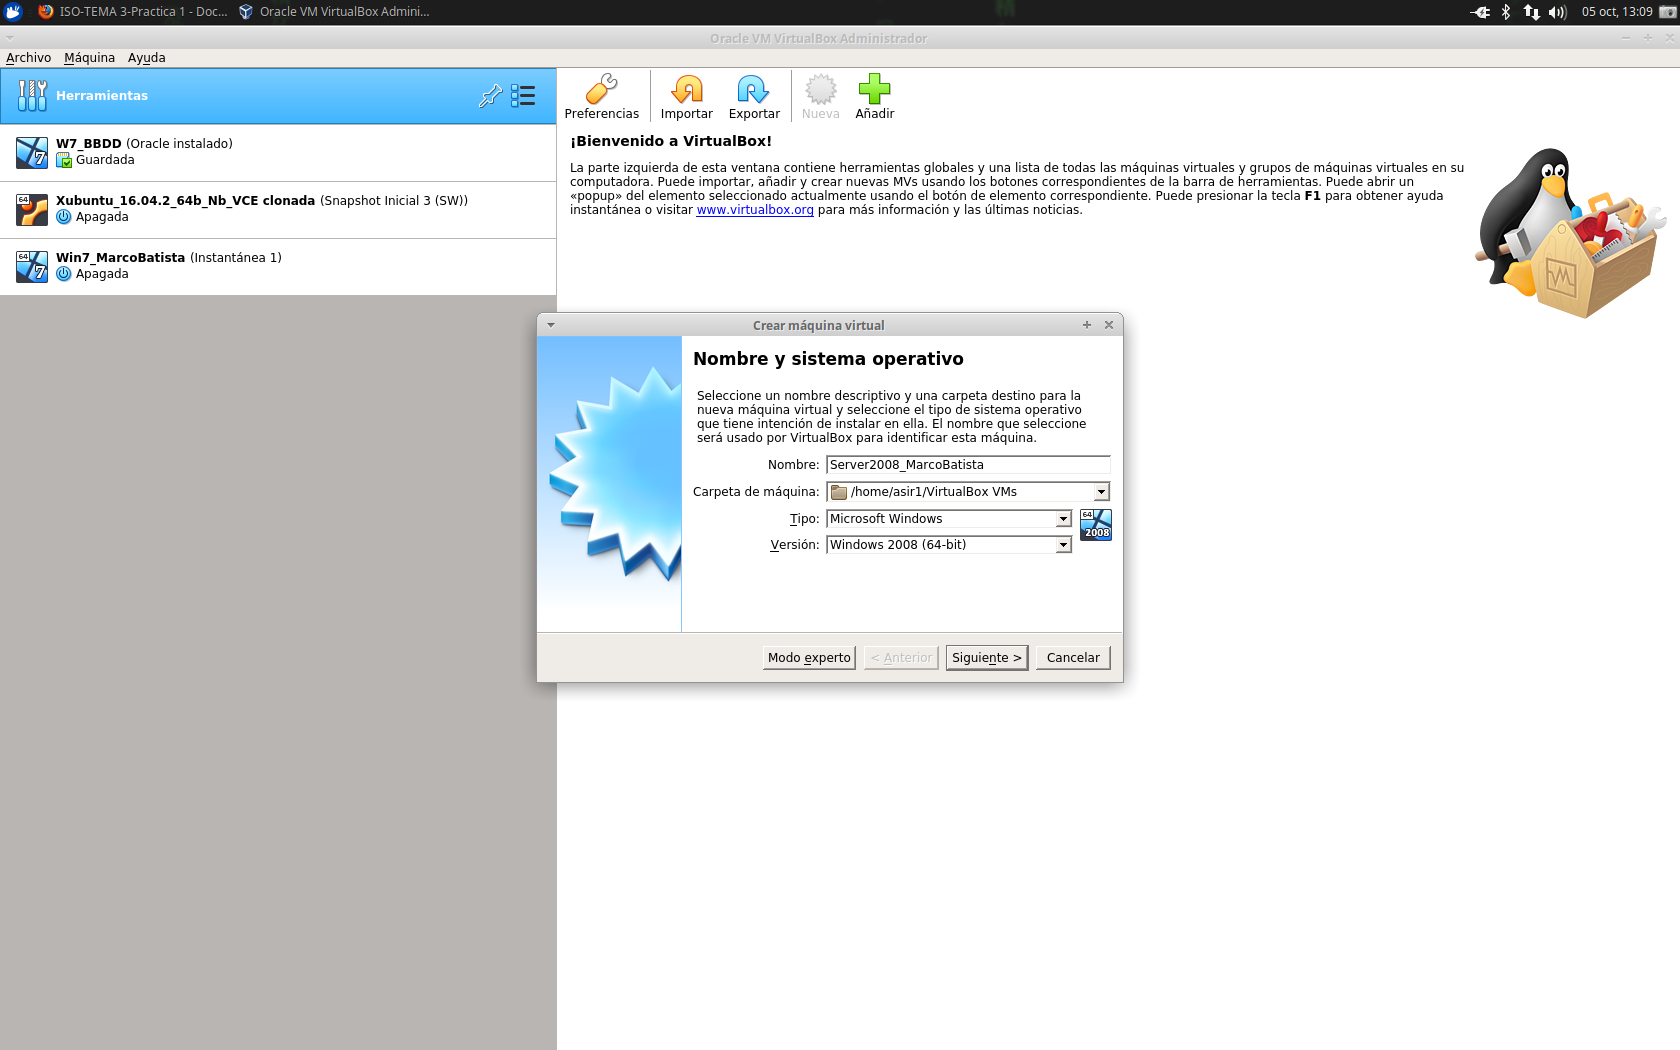 ISO-TEMA 3-Practica 1 - Doc...
Oracle VM VirtualBox Admini...
05 oct, 13:09
Oracle VM VirtualBox Administrador
Archivo Máquina Ayuda
Herramientas
W7_BBDD (Oracle instalado)
Guardada
Xubuntu_16.04.2_64b_Nb_VCE clonada (Snapshot Inicial 3 (SW))
Apagada
Win7_MarcoBatista (Instantánea 1)
Apagada
7
64
64
7
Preferencias Importar Exportar Nueva Añadir
¡Bienvenido a VirtualBox!
La parte izquierda de esta ventana contiene herramientas globales y una lista de todas las máquinas virtuales y grupos de máquinas virtuales en su
computadora. Puede importar, añadir y crear nuevas MVs usando los botones correspondientes de la barra de herramientas. Puede abrir un
«popup» del elemento seleccionado actualmente usando el botón de elemento correspondiente. Puede presionar la tecla F1 para obtener ayuda
instantánea o visitar www.virtualbox.org para más información y las últimas noticias.
Crear máquina virtual
Nombre y sistema operativo
Seleccione un nombre descriptivo y una carpeta destino para la
nueva máquina virtual y seleccione el tipo de sistema operativo
que tiene intención de instalar en ella. El nombre que seleccione
será usado por VirtualBox para identificar esta máquina.
Nombre: Server2008_MarcoBatista
Carpeta de máquina: /home/asir1/VirtualBox VMs
Tipo: Microsoft Windows
Versión: Windows 2008 (64-bit)
64
2008
Modo experto < Anterior Siguiente > Cancelar